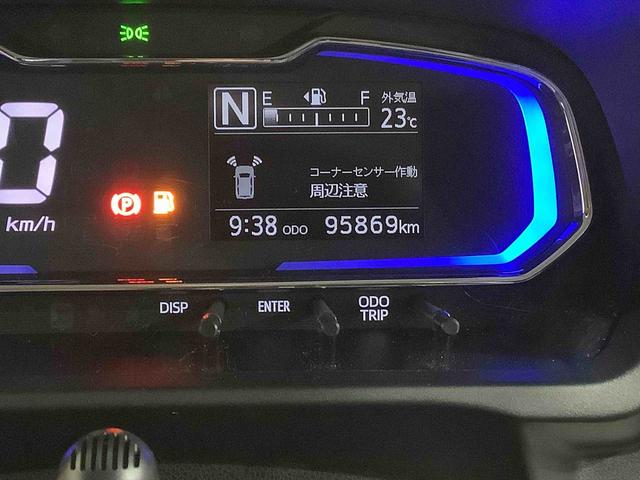 0
km/h
P
N
E F 外気温
23℃
コーナーセンサー作動
周辺注意
9:38 ODO 95869km
DISP ENTER ODO
TRIP